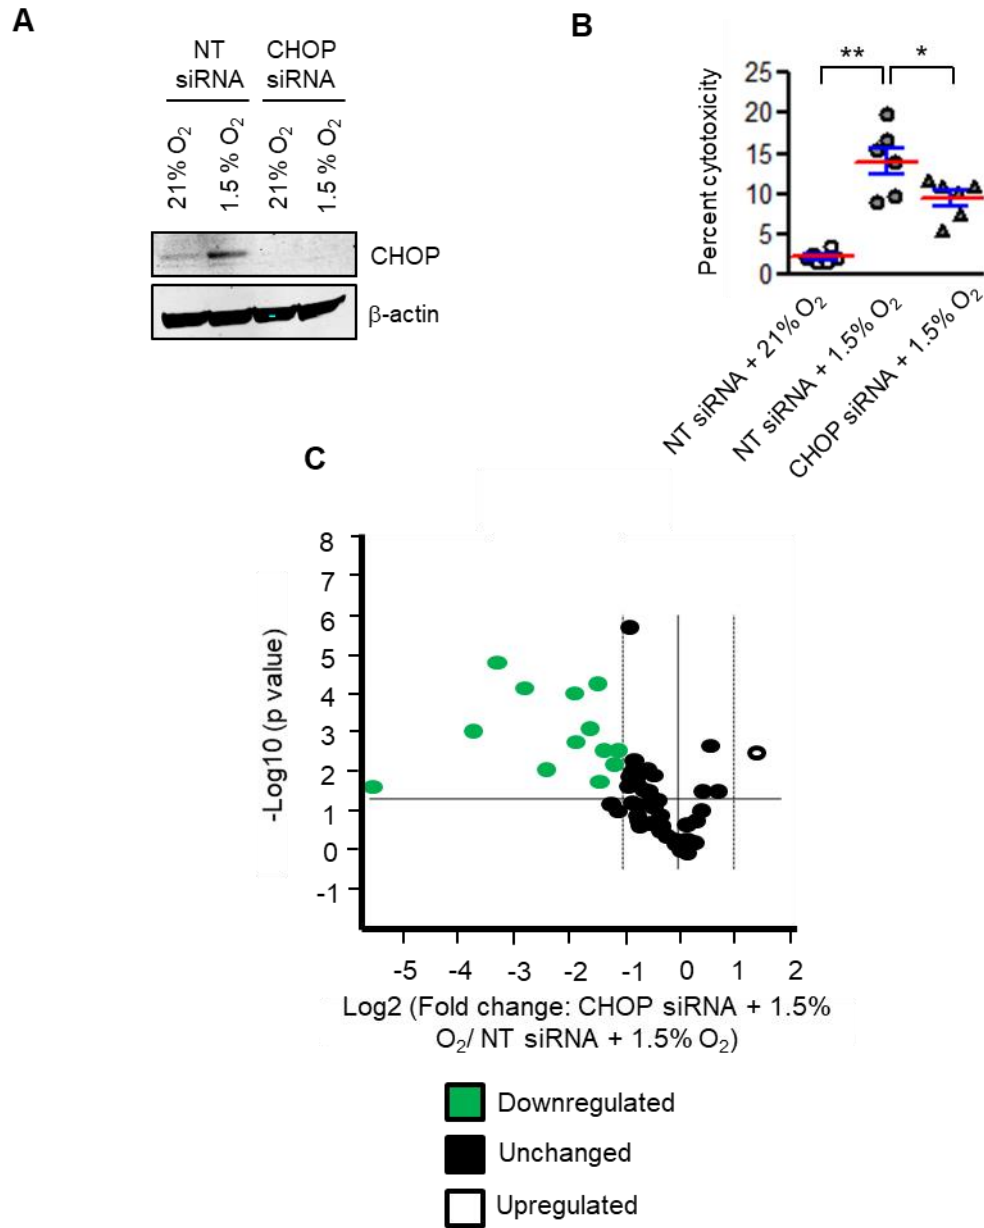 A
NT
siRNA
CHOP
siRNA
21% O2
1.5 % O2
21% O2
1.5 % O2
CHOP
β-actin
B
** *
Percent cytotoxicity
25
20
15
10
5
0
NT siRNA + 21% O2
NT siRNA + 1.5% O2
CHOP siRNA + 1.5% O2
C
-Log10 (p value)
8
7
6
5
4
3
2
1
0
-1
-5 -4 -3 -2 -1 0 1 2
Log2 (Fold change: CHOP siRNA + 1.5%
O2/ NT siRNA + 1.5% O2)
Downregulated
Unchanged
Upregulated